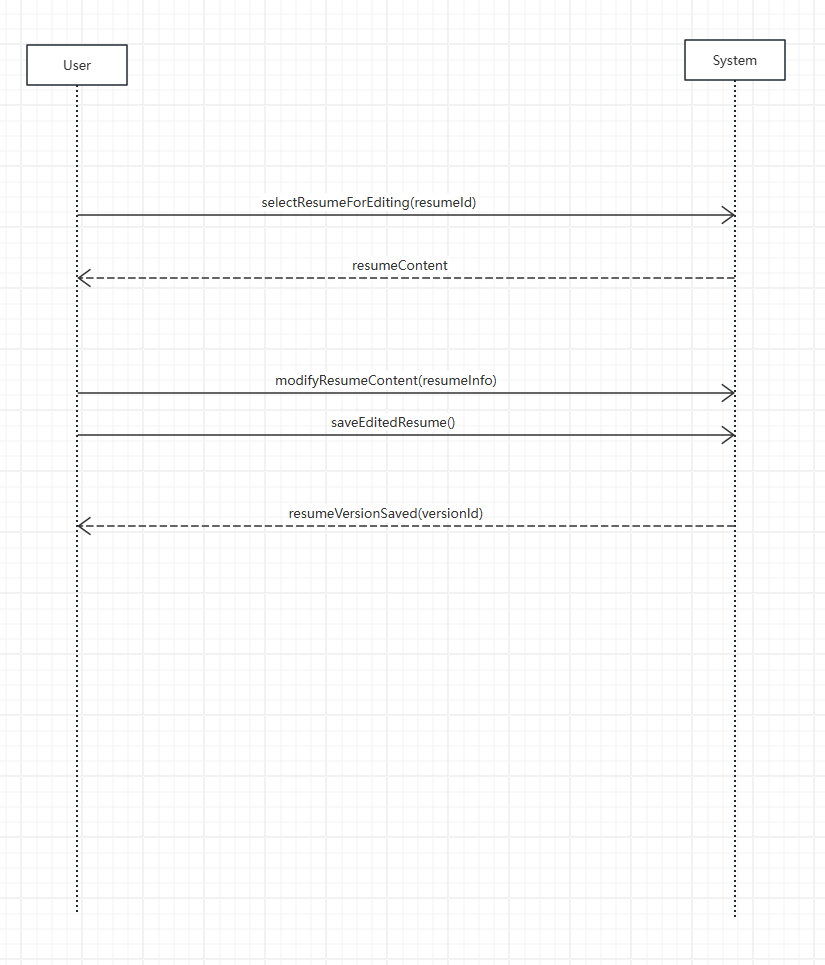 User
System
selectResumeForEditing(resumeId)
resumeContent
modifyResumeContent(resumeInfo)
saveEditedResume()
resumeVersionSaved(versionId)